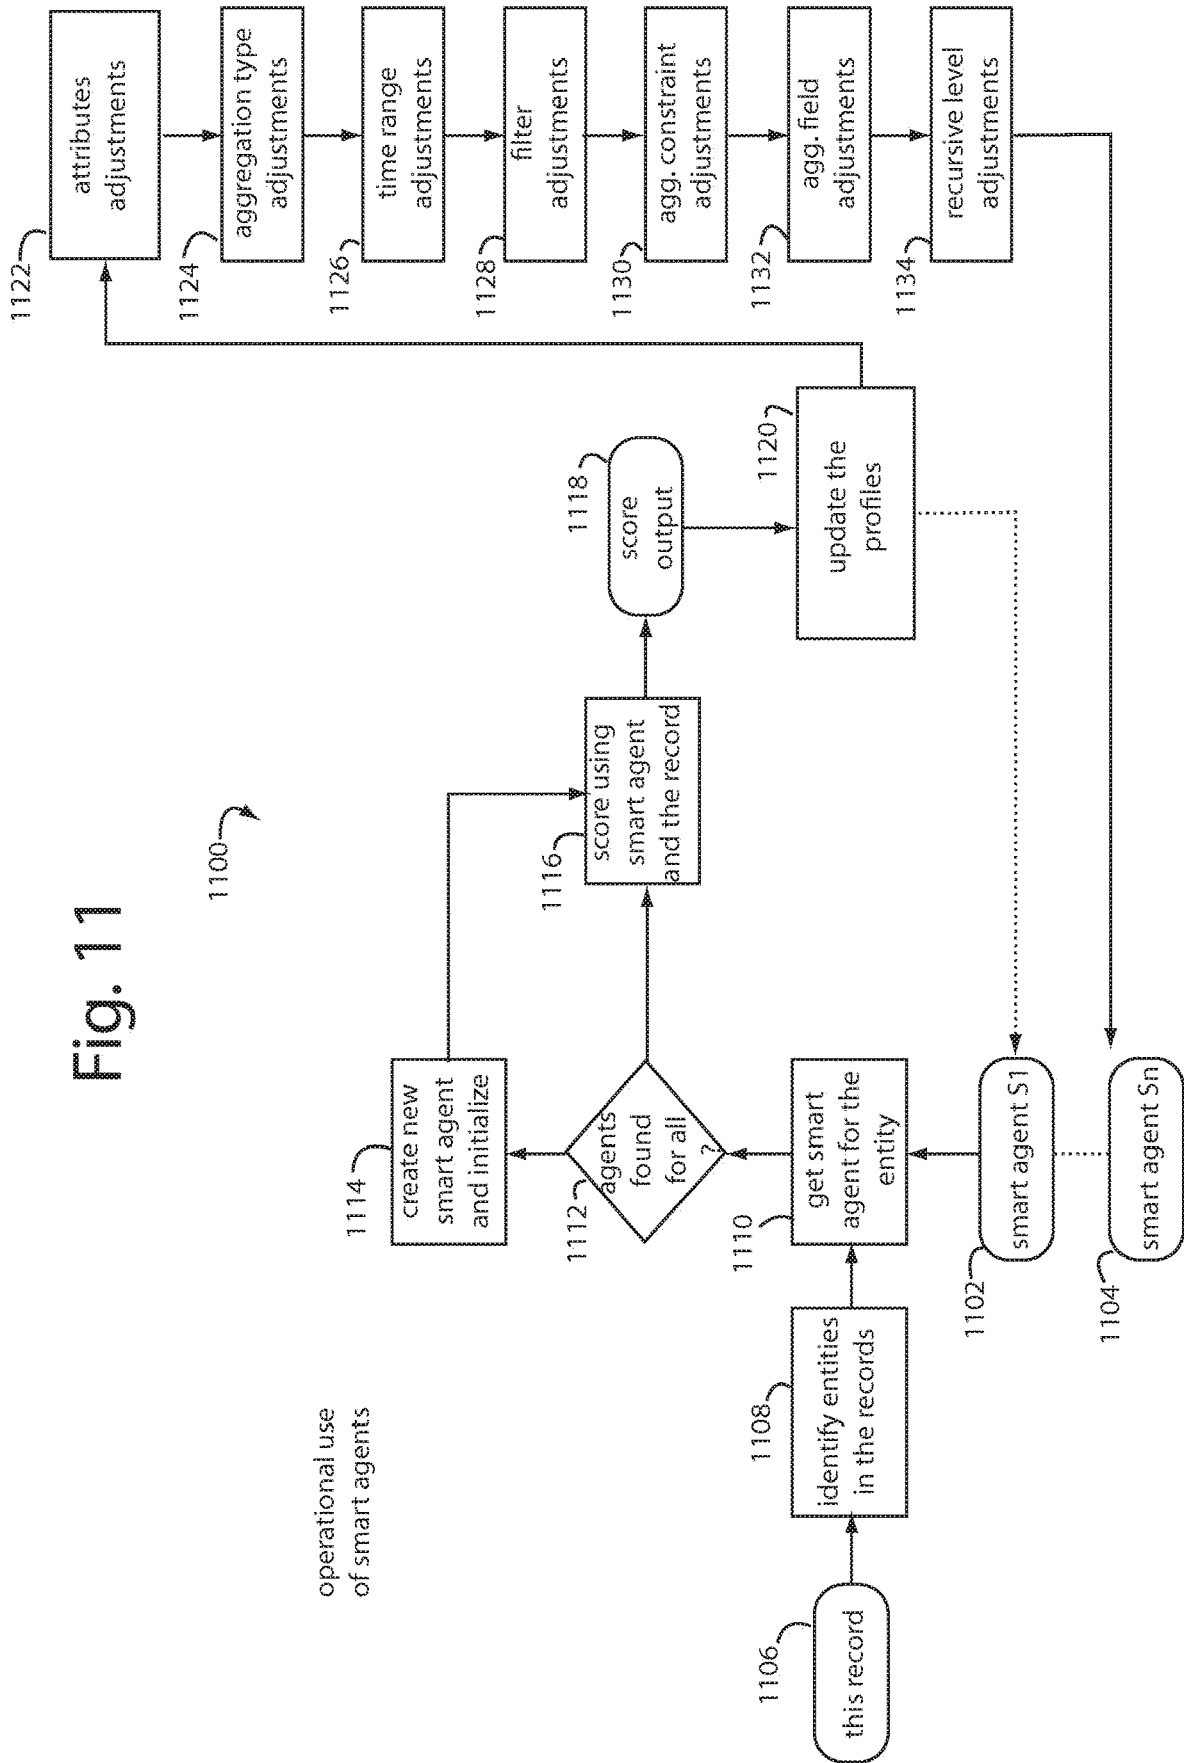 Fig. 11
1100
operational use
of smart agents
1106
this record
1108
identify entities
in the records
1110
get smart
agent for the
entity
1102
smart agent S1
1104
smart agent Sn
1112
agents
found
for all
?
1114
create new
smart agent
and initialize
1116
score using
smart agent
and the record
1118
score
output
1120
update the
profiles
1122
attributes
adjustments
1124
aggregation type
adjustments
1126
time range
adjustments
1128
filter
adjustments
1130
agg. constraint
adjustments
1132
agg. field
adjustments
1134
recursive level
adjustments